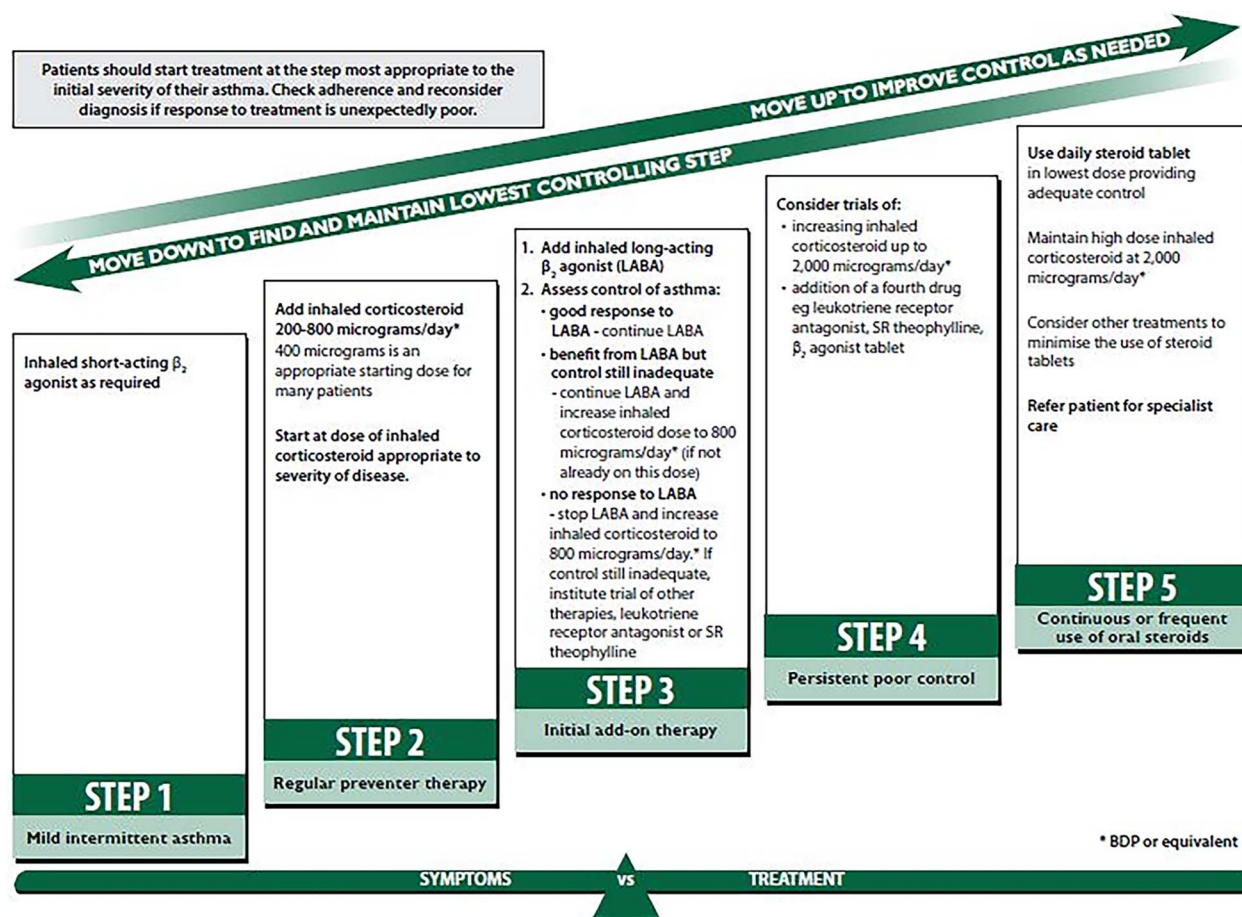 Patients should start treatment at the step most appropriate to the
initial severity of their asthma. Check adherence and reconsider
diagnosis if response to treatment is unexpectedly poor.
MOVE UP TO IMPROVE CONTROL AS NEEDED
MOVE DOWN TO FIND AND MAINTAIN LOWEST CONTROLLING STEP
Inhaled short-acting β₂
agonist as required
STEP 1
Mild intermittent asthma
Add inhaled corticosteroid
200-800 micrograms/day*
400 micrograms is an
appropriate starting dose for
many patients
Start at dose of inhaled
corticosteroid appropriate to
severity of disease.
STEP 2
Regular preventer therapy
1. Add inhaled long-acting
β₂ agonist (LABA)
2. Assess control of asthma:
• good response to
LABA - continue LABA
• benefit from LABA but
control still inadequate
- continue LABA and
increase inhaled
corticosteroid dose to 800
micrograms/day* (if not
already on this dose)
• no response to LABA
- stop LABA and increase
inhaled corticosteroid to
800 micrograms/day.* If
control still inadequate,
institute trial of other
therapies, leukotriene
receptor antagonist or SR
theophylline
STEP 3
Initial add-on therapy
Consider trials of:
• increasing inhaled
corticosteroid up to
2,000 micrograms/day*
• addition of a fourth drug
eg leukotriene receptor
antagonist, SR theophylline,
β₂ agonist tablet
STEP 4
Persistent poor control
Use daily steroid tablet
in lowest dose providing
adequate control
Maintain high dose inhaled
corticosteroid at 2,000
micrograms/day*
Consider other treatments to
minimise the use of steroid
tablets
Refer patient for specialist
care
STEP 5
Continuous or frequent
use of oral steroids
* BDP or equivalent
SYMPTOMS vs TREATMENT